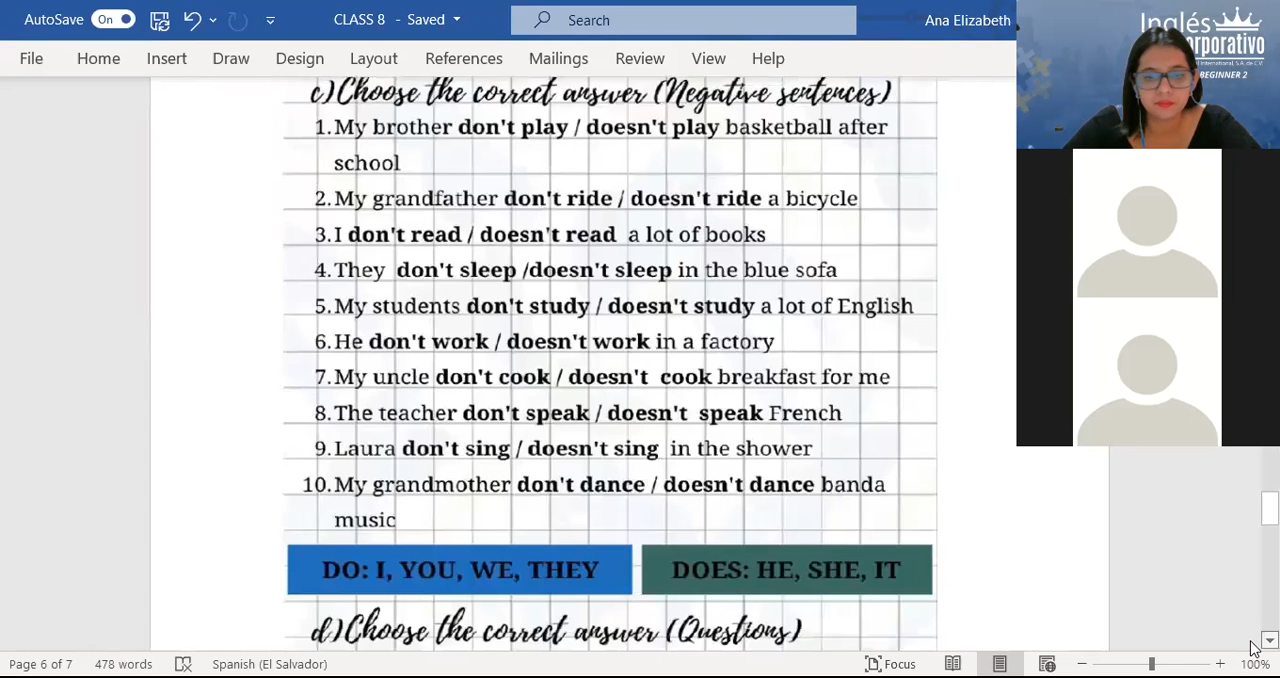 AutoSave On CLASS 8 - Saved Search Ana Elizabeth
Inglés
orporativo
BEGINNER 2
File Home Insert Draw Design Layout References Mailings Review View Help
c)Choose the correct answer (Negative sentences)
1.My brother don't play / doesn't play basketball after
school
2.My grandfather don't ride / doesn't ride a bicycle
3.I don't read / doesn't read a lot of books
4.They don't sleep /doesn't sleep in the blue sofa
5.My students don't study / doesn't study a lot of English
6.He don't work / doesn't work in a factory
7.My uncle don't cook / doesn't cook breakfast for me
8.The teacher don't speak / doesn't speak French
9.Laura don't sing / doesn't sing in the shower
10.My grandmother don't dance / doesn't dance banda
music
DO: I, YOU, WE, THEY DOES: HE, SHE, IT
d)Choose the correct answer (Questions)
Page 6 of 7 478 words Spanish (El Salvador) Focus 100%